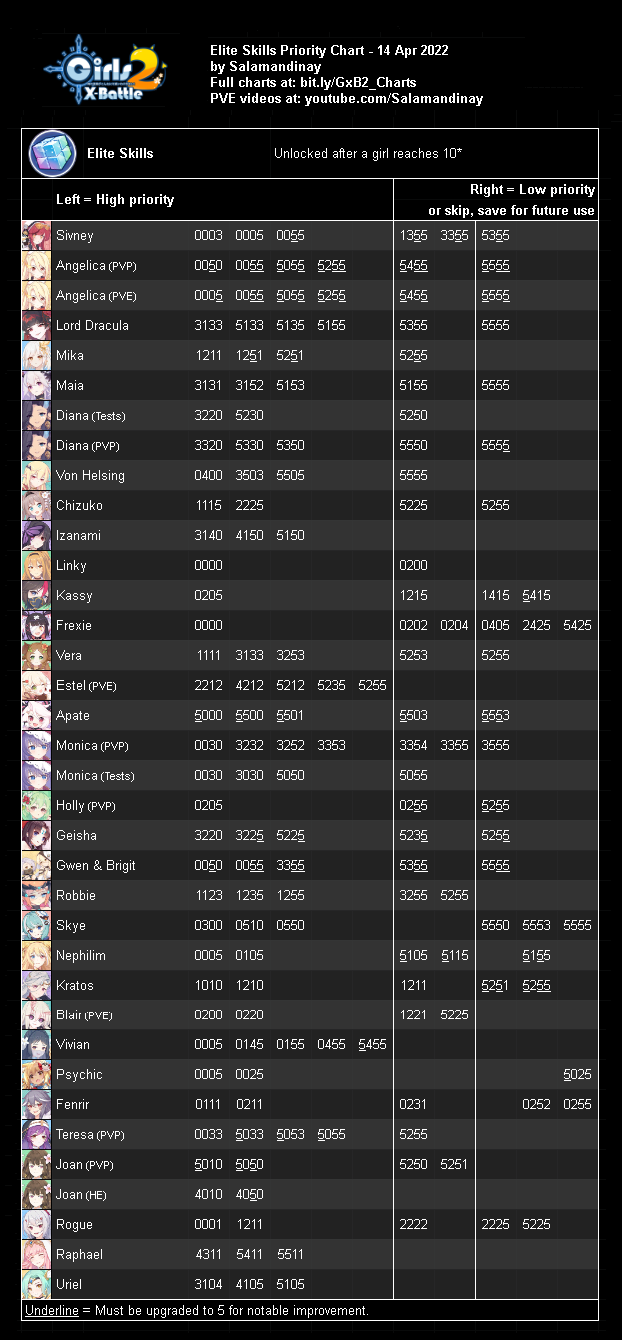 Girls 2
X-Battle
Elite Skills Priority Chart - 14 Apr 2022
by Salamandinay
Full charts at: bit.ly/GxB2_Charts
PVE videos at: youtube.com/Salamandinay
Elite Skills Unlocked after a girl reaches 10*
Left = High priority Right = Low priority
or skip, save for future use
Sivney 0003 0005 0055 1355 3355 5355
Angelica (PVP) 0050 0055 5055 5255 5455 5555
Angelica (PVE) 0005 0055 5055 5255 5455 5555
Lord Dracula 3133 5133 5135 5155 5355 5555
Mika 1211 1251 5251 5255
Maia 3131 3152 5153 5155 5555
Diana (Tests) 3220 5230 5250
Diana (PVP) 3320 5330 5350 5550 5555
Von Helsing 0400 3503 5505 5555
Chizuko 1115 2225 5225 5255
Izanami 3140 4150 5150
Linky 0000 0200
Kassy 0205 1215 1415 5415
Frexie 0000 0202 0204 0405 2425 5425
Vera 1111 3133 3253 5253 5255
Estel (PVE) 2212 4212 5212 5235 5255
Apate 5000 5500 5501 5503 5553
Monica (PVP) 0030 3232 3252 3353 3354 3355 3555
Monica (Tests) 0030 3030 5050 5055
Holly (PVP) 0205 0255 5255
Geisha 3220 3225 5225 5235 5255
Gwen & Brigit 0050 0055 3355 5355 5555
Robbie 1123 1235 1255 3255 5255
Skye 0300 0510 0550 5550 5553 5555
Nephilim 0005 0105 5105 5115 5155
Kratos 1010 1210 1211 5251 5255
Blair (PVE) 0200 0220 1221 5225
Vivian 0005 0145 0155 0455 5455
Psychic 0005 0025 5025
Fenrir 0111 0211 0231 0252 0255
Teresa (PVP) 0033 5033 5053 5055 5255
Joan (PVP) 5010 5050 5250 5251
Joan (HE) 4010 4050
Rogue 0001 1211 2222 2225 5225
Raphael 4311 5411 5511
Uriel 3104 4105 5105
Underline = Must be upgraded to 5 for notable improvement.